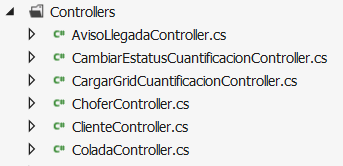 Controllers
C# AvisoLlegadaController.cs
C# CambiarEstatusCuantificacionController.cs
C# CargarGridCuantificacionController.cs
C# ChoferController.cs
C# ClienteController.cs
C# ColadaController.cs